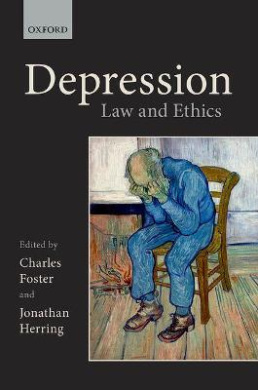 OXFORD
Depression
Law and Ethics
Edited by
Charles
Foster
and
Jonathan
Herring